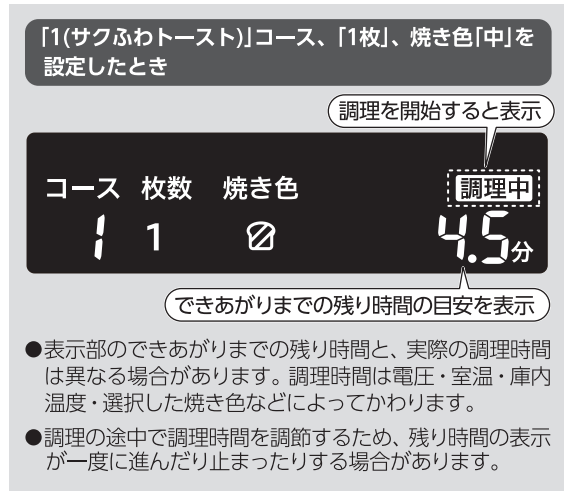 「1(サクふわトースト)」コース、「1枚」、焼き色「中」を
設定したとき
調理を開始すると表示
コース 枚数 焼き色 調理中
1 1 4.5分
できあがりまでの残り時間の目安を表示
●表示部のできあがりまでの残り時間と、実際の調理時間
は異なる場合があります。調理時間は電圧・室温・庫内
温度・選択した焼き色などによってかわります。
●調理の途中で調理時間を調節するため、残り時間の表示
が一度に進んだり止まったりする場合があります。